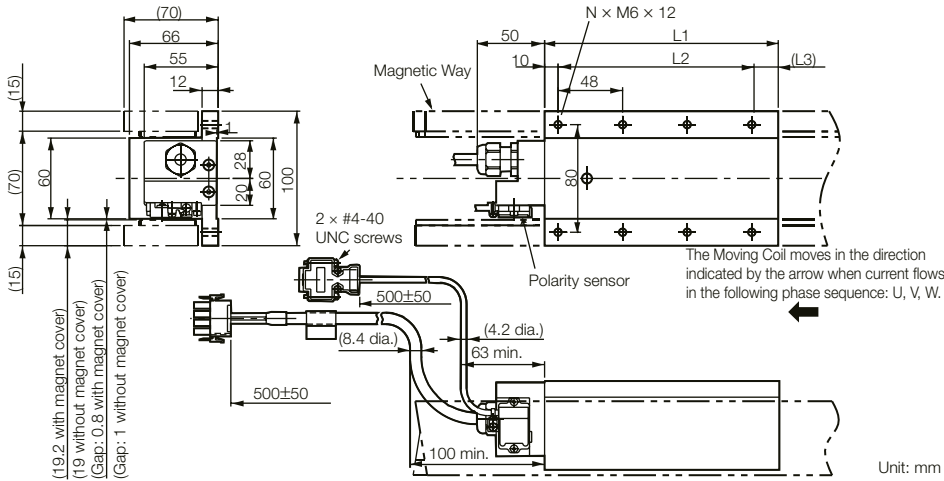 (70)
66
55
12
(15)
(70)
60
1
28
20
60
100
(15)
(19.2 with magnet cover)
(19 without magnet cover)
(Gap: 0.8 with magnet cover)
(Gap: 1 without magnet cover)
N × M6 × 12
50
L1
10
L2
(L3)
48
Magnetic Way
80
Polarity sensor
The Moving Coil moves in the direction
indicated by the arrow when current flows
in the following phase sequence: U, V, W.
2 × #4-40
UNC screws
500±50
(8.4 dia.)
(4.2 dia.)
63 min.
500±50
100 min.
Unit: mm